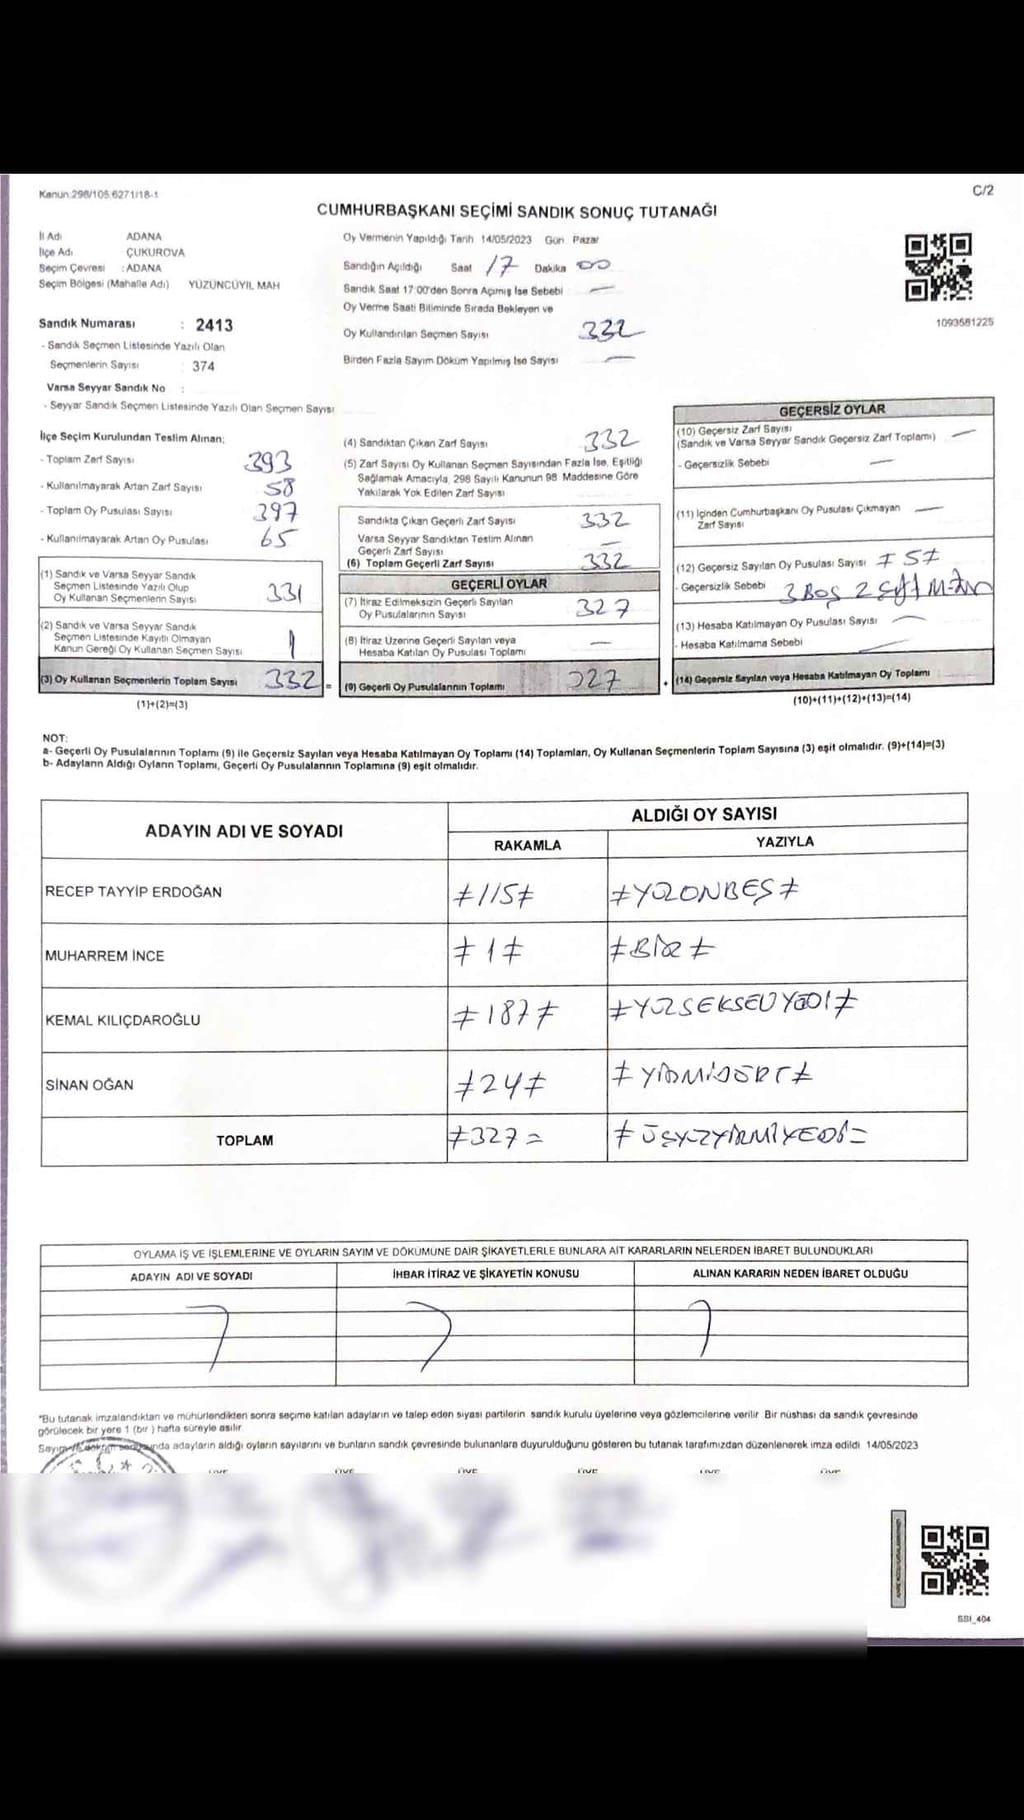 Kanun:298/105,6271/18-1
C/2
CUMHURBAŞKANI SEÇİMİ SANDIK SONUÇ TUTANAĞI
İl Adı ADANA
İlçe Adı ÇUKUROVA
Seçim Çevresi : ADANA
Seçim Bölgesi (Mahalle Adı) YÜZÜNCÜYIL MAH
Sandık Numarası : 2413
- Sandık Seçmen Listesinde Yazılı Olan
Seçmenlerin Sayısı : 374
Varsa Seyyar Sandık No :
- Seyyar Sandık Seçmen Listesinde Yazılı Olan Seçmen Sayısı
Oy Vermenin Yapıldığı Tarih 14/05/2023 Gün Pazar
Sandığın Açıldığı Saat 17 Dakika 00
Sandık Saat 17:00'den Sonra Açımış İse Sebebi —
Oy Verme Saati Bitiminde Sırada Bekleyen ve
Oy Kullandırılan Seçmen Sayısı 332
Birden Fazla Sayım Döküm Yapılmış İse Sayısı —
1093581225
İlçe Seçim Kurulundan Teslim Alınan;
- Toplam Zarf Sayısı 393
- Kullanılmayarak Artan Zarf Sayısı 58
- Toplam Oy Pusulası Sayısı 397
- Kullanılmayarak Artan Oy Pusulası 65
(1) Sandık ve Varsa Seyyar Sandık
Seçmen Listesinde Yazılı Olup
Oy Kullanan Seçmenlerin Sayısı 331
(2) Sandık ve Varsa Seyyar Sandık
Seçmen Listesinde Kayıtlı Olmayan
Kanun Gereği Oy Kullanan Seçmen Sayısı 1
(3) Oy Kullanan Seçmenlerin Toplam Sayısı 332 =
(1)+(2)=(3)
(4) Sandıktan Çıkan Zarf Sayısı 332
(5) Zarf Sayısı Oy Kullanan Seçmen Sayısından Fazla İse, Eşitliği
Sağlamak Amacıyla, 298 Sayılı Kanunun 98 Maddesine Göre
Yakılarak Yok Edilen Zarf Sayısı
Sandıkta Çıkan Geçerli Zarf Sayısı 332
Varsa Seyyar Sandıktan Teslim Alınan
Geçerli Zarf Sayısı —
(6) Toplam Geçerli Zarf Sayısı 332
GEÇERLİ OYLAR
(7) İtiraz Edilmeksizin Geçerli Sayılan
Oy Pusulalarının Sayısı 327
(8) İtiraz Üzerine Geçerli Sayılan veya
Hesaba Katılan Oy Pusulası Toplamı —
(9) Geçerli Oy Pusulalarının Toplamı 327 +
GEÇERSİZ OYLAR
(10) Geçersiz Zarf Sayısı
(Sandık ve Varsa Seyyar Sandık Geçersiz Zarf Toplamı) —
- Geçersizlik Sebebi —
(11) İçinden Cumhurbaşkanı Oy Pusulası Çıkmayan —
Zarf Sayısı
(12) Geçersiz Sayılan Oy Pusulası Sayısı ≠5≠
- Geçersizlik Sebebi 3 BOŞ 2
(13) Hesaba Katılmayan Oy Pusulası Sayısı —
- Hesaba Katılmama Sebebi —
(14) Geçersiz Sayılan veya Hesaba Katılmayan Oy Toplamı
(10)+(11)+(12)+(13)=(14)
NOT:
a- Geçerli Oy Pusulalarının Toplamı (9) ile Geçersiz Sayılan veya Hesaba Katılmayan Oy Toplamı (14) Toplamları, Oy Kullanan Seçmenlerin Toplam Sayısına (3) eşit olmalıdır. (9)+(14)=(3)
b- Adayların Aldığı Oyların Toplamı, Geçerli Oy Pusulalarının Toplamına (9) eşit olmalıdır.
ADAYIN ADI VE SOYADI
ALDIĞI OY SAYISI
RAKAMLA YAZIYLA
RECEP TAYYİP ERDOĞAN ≠115≠ ≠YÜZONBEŞ≠
MUHARREM İNCE ≠1≠ ≠BİR≠
KEMAL KILIÇDAROĞLU ≠187≠ ≠YÜZSEKSENYEDİ≠
SİNAN OĞAN ≠24≠ ≠YİRMİDÖRT≠
TOPLAM ≠327= ≠ÜÇYÜZYİRMİYEDİ=
OYLAMA İŞ VE İŞLEMLERİNE VE OYLARIN SAYIM VE DÖKÜMÜNE DAİR ŞİKAYETLERLE BUNLARA AİT KARARLARIN NELERDEN İBARET BULUNDUKLARI
ADAYIN ADI VE SOYADI İHBAR İTİRAZ VE ŞİKAYETİN KONUSU ALINAN KARARIN NEDEN İBARET OLDUĞU
*Bu tutanak imzalandıktan ve mühürlendikten sonra seçime katılan adayların ve talep eden siyasi partilerin sandık kurulu üyelerine veya gözlemcilerine verilir Bir nüshası da sandık çevresinde
görülecek bir yere 1 (bir ) hafta süreyle asılır
adayların aldığı oyların sayılarını ve bunların sandık çevresinde bulunanlara duyurulduğunu gösteren bu tutanak tarafımızdan düzenlenerek imza edildi 14/05/2023
SSI_404